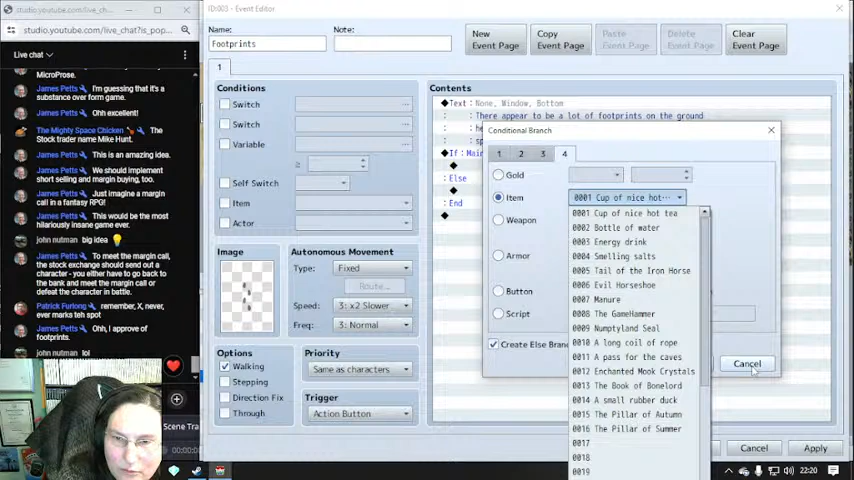 studio.youtube.com/live_chat?is_pop...
studio.youtube.com/live_chat?is_pop...
Live chat
MicroProse.
James Petts I'm guessing that it's a
substance over form game.
James Petts Ohh excellent!
The Mighty Space Chicken The
Stock trader name Mike Hunt.
James Petts This is an amazing idea.
James Petts We should implement
short selling and margin buying, too.
James Petts Just imagine a margin
call in a fantasy RPG!
James Petts This would be the most
hilariously insane game ever.
john nutman big idea
James Petts To meet the margin call,
the stock exchange should send out a
character - you either have to go back to
the bank and meet the margin call or
defeat the character in battle.
Patrick Furlong remember, X, never,
ever marks teh spot
James Petts Ohh, I approve of
footprints.
john nutman lol
Scene Tra
ID:003 - Event Editor
Name:
Footprints
Note:
New
Event Page
Copy
Event Page
Paste
Event Page
Delete
Event Page
Clear
Event Page
1
Conditions
Switch
Switch
Variable
≥
Self Switch
Item
Actor
Image
Autonomous Movement
Type:
Fixed
Route...
Speed:
3: x2 Slower
Freq:
3: Normal
Options
Walking
Stepping
Direction Fix
Through
Priority
Same as characters
Trigger
Action Button
Contents
◆Text：None, Window, Bottom
：　　：There appear to be a lot of footprints on the ground
◆If：Mai
◆
：Else
◆
：End
◆
Conditional Branch
1
2
3
4
Gold
Item
0001 Cup of nice hot...
Weapon
Armor
Button
Script
Create Else Bran
Cancel
0001 Cup of nice hot tea
0002 Bottle of water
0003 Energy drink
0004 Smelling salts
0005 Tail of the Iron Horse
0006 Evil Horseshoe
0007 Manure
0008 The GameHammer
0009 Numptyland Seal
0010 A long coil of rope
0011 A pass for the caves
0012 Enchanted Mook Crystals
0013 The Book of Bonelord
0014 A small rubber duck
0015 The Pillar of Autumn
0016 The Pillar of Summer
0017
0018
0019
Cancel
Apply
22:20